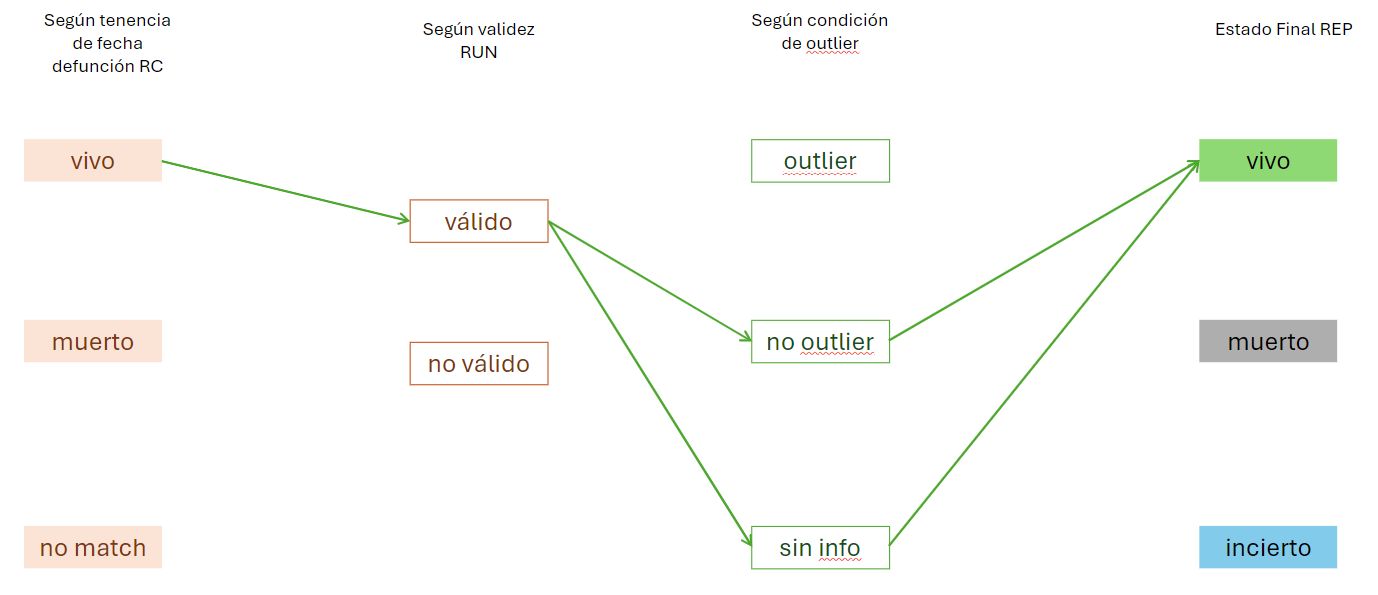 Según tenencia
de fecha
defunción RC
Según validez
RUN
Según condición
de outlier
Estado Final REP
vivo
outlier
vivo
válido
muerto
no outlier
muerto
no válido
no match
sin info
incierto